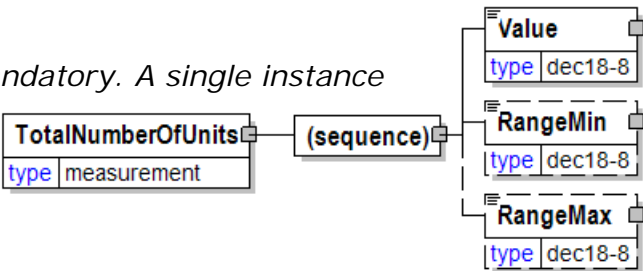 Value
type dec18-8
ndatory. A single instance
RangeMin
type dec18-8
TotalNumberOfUnits
type measurement
(sequence)
RangeMax
type dec18-8